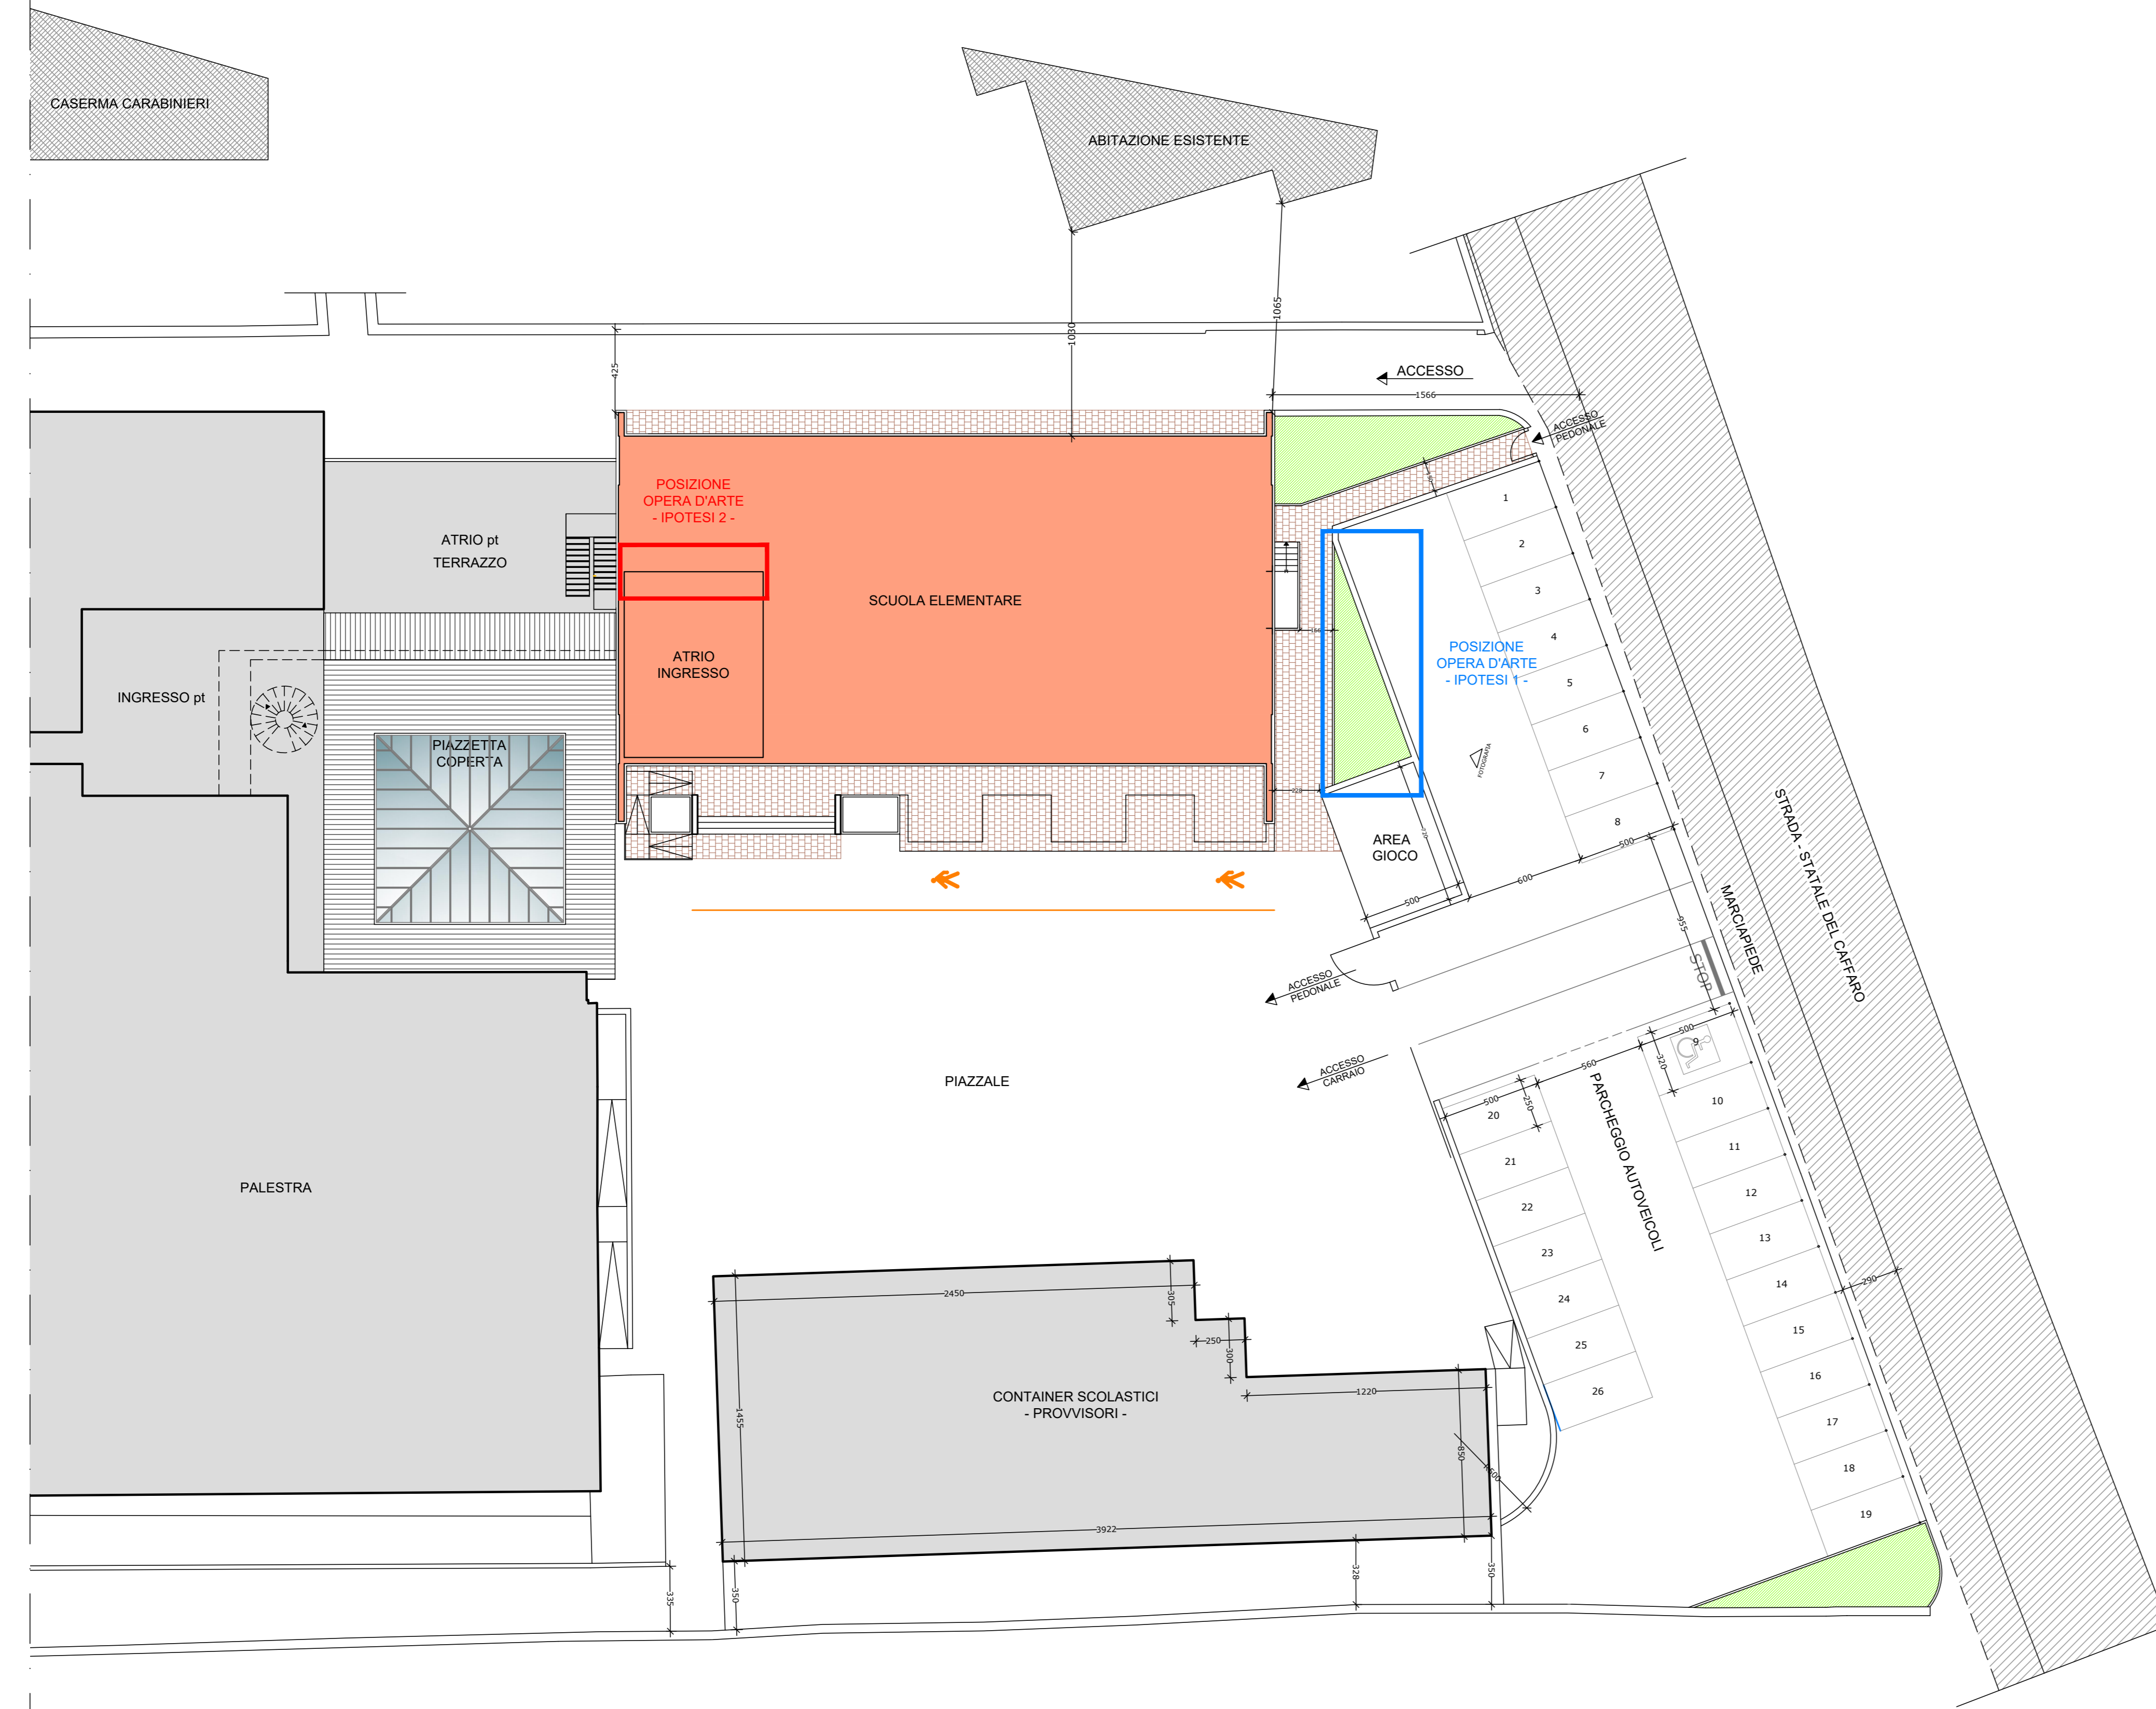 CASERMA CARABINIERI
ABITAZIONE ESISTENTE
1030
1065
425
ACCESSO
1566
ACCESSO
PEDONALE
POSIZIONE
OPERA D'ARTE
- IPOTESI 2 -
ATRIO pt
TERRAZZO
SCUOLA ELEMENTARE
ATRIO
INGRESSO
INGRESSO pt
PIAZZETTA
COPERTA
POSIZIONE
OPERA D'ARTE
- IPOTESI 1 -
FOTOGRAFIA
1
2
3
4
5
6
7
8
AREA
GIOCO
720
500
600
500
955
STOP
MARCIAPIEDE
STRADA - STATALE DEL CAFFARO
ACCESSO
PEDONALE
ACCESSO
CARRAIO
PIAZZALE
PALESTRA
500
250
560
320
500
PARCHEGGIO AUTOVEICOLI
9
10
11
12
13
14
15
16
17
18
19
20
21
22
23
24
25
26
290
2450
305
250
300
1220
1455
850
CONTAINER SCOLASTICI
- PROVVISORI -
3922
335
350
328
350